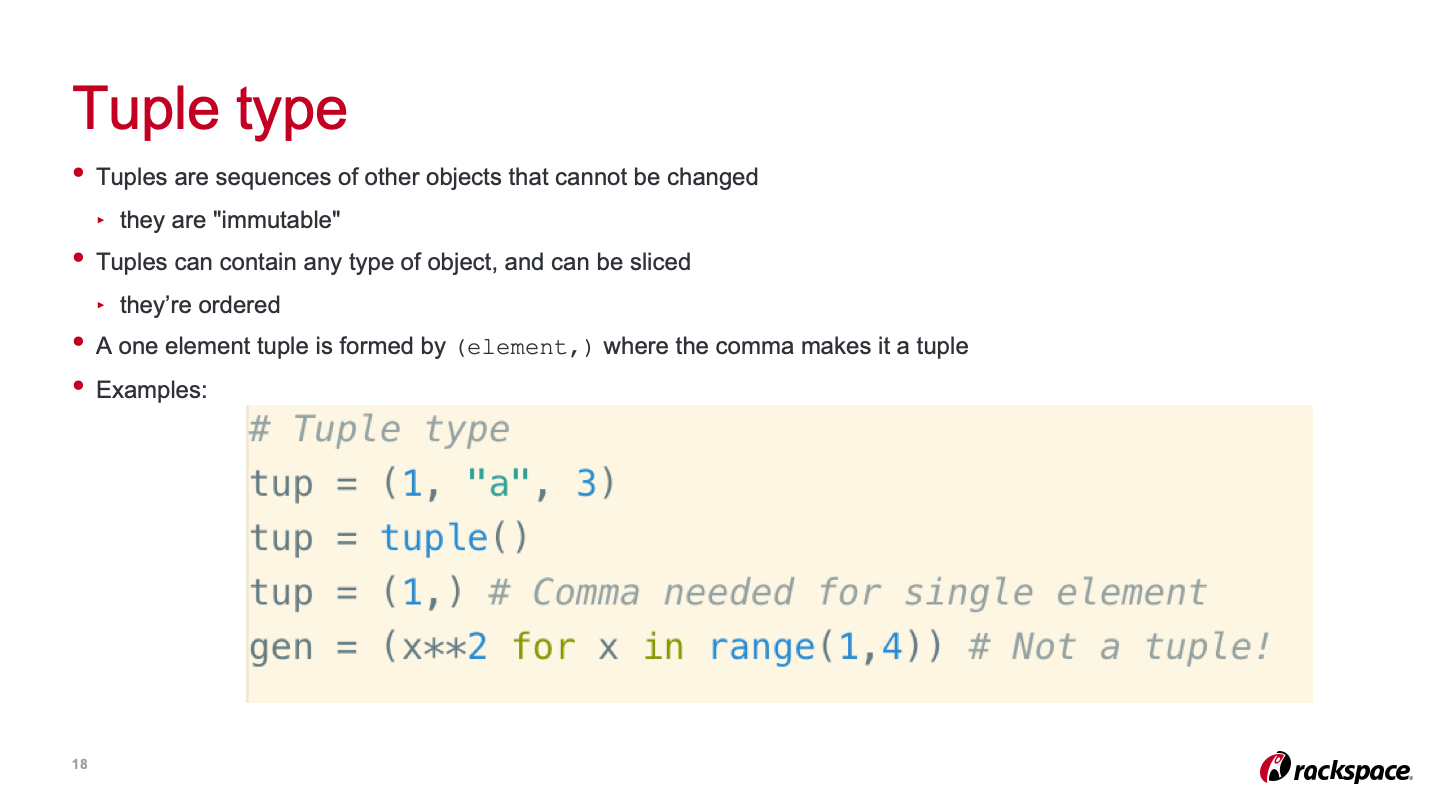 Tuple type
• Tuples are sequences of other objects that cannot be changed
‣ they are "immutable"
• Tuples can contain any type of object, and can be sliced
‣ they’re ordered
• A one element tuple is formed by (element,) where the comma makes it a tuple
• Examples:
# Tuple type
tup = (1, "a", 3)
tup = tuple()
tup = (1,) # Comma needed for single element
gen = (x**2 for x in range(1,4)) # Not a tuple!
18
rackspace.